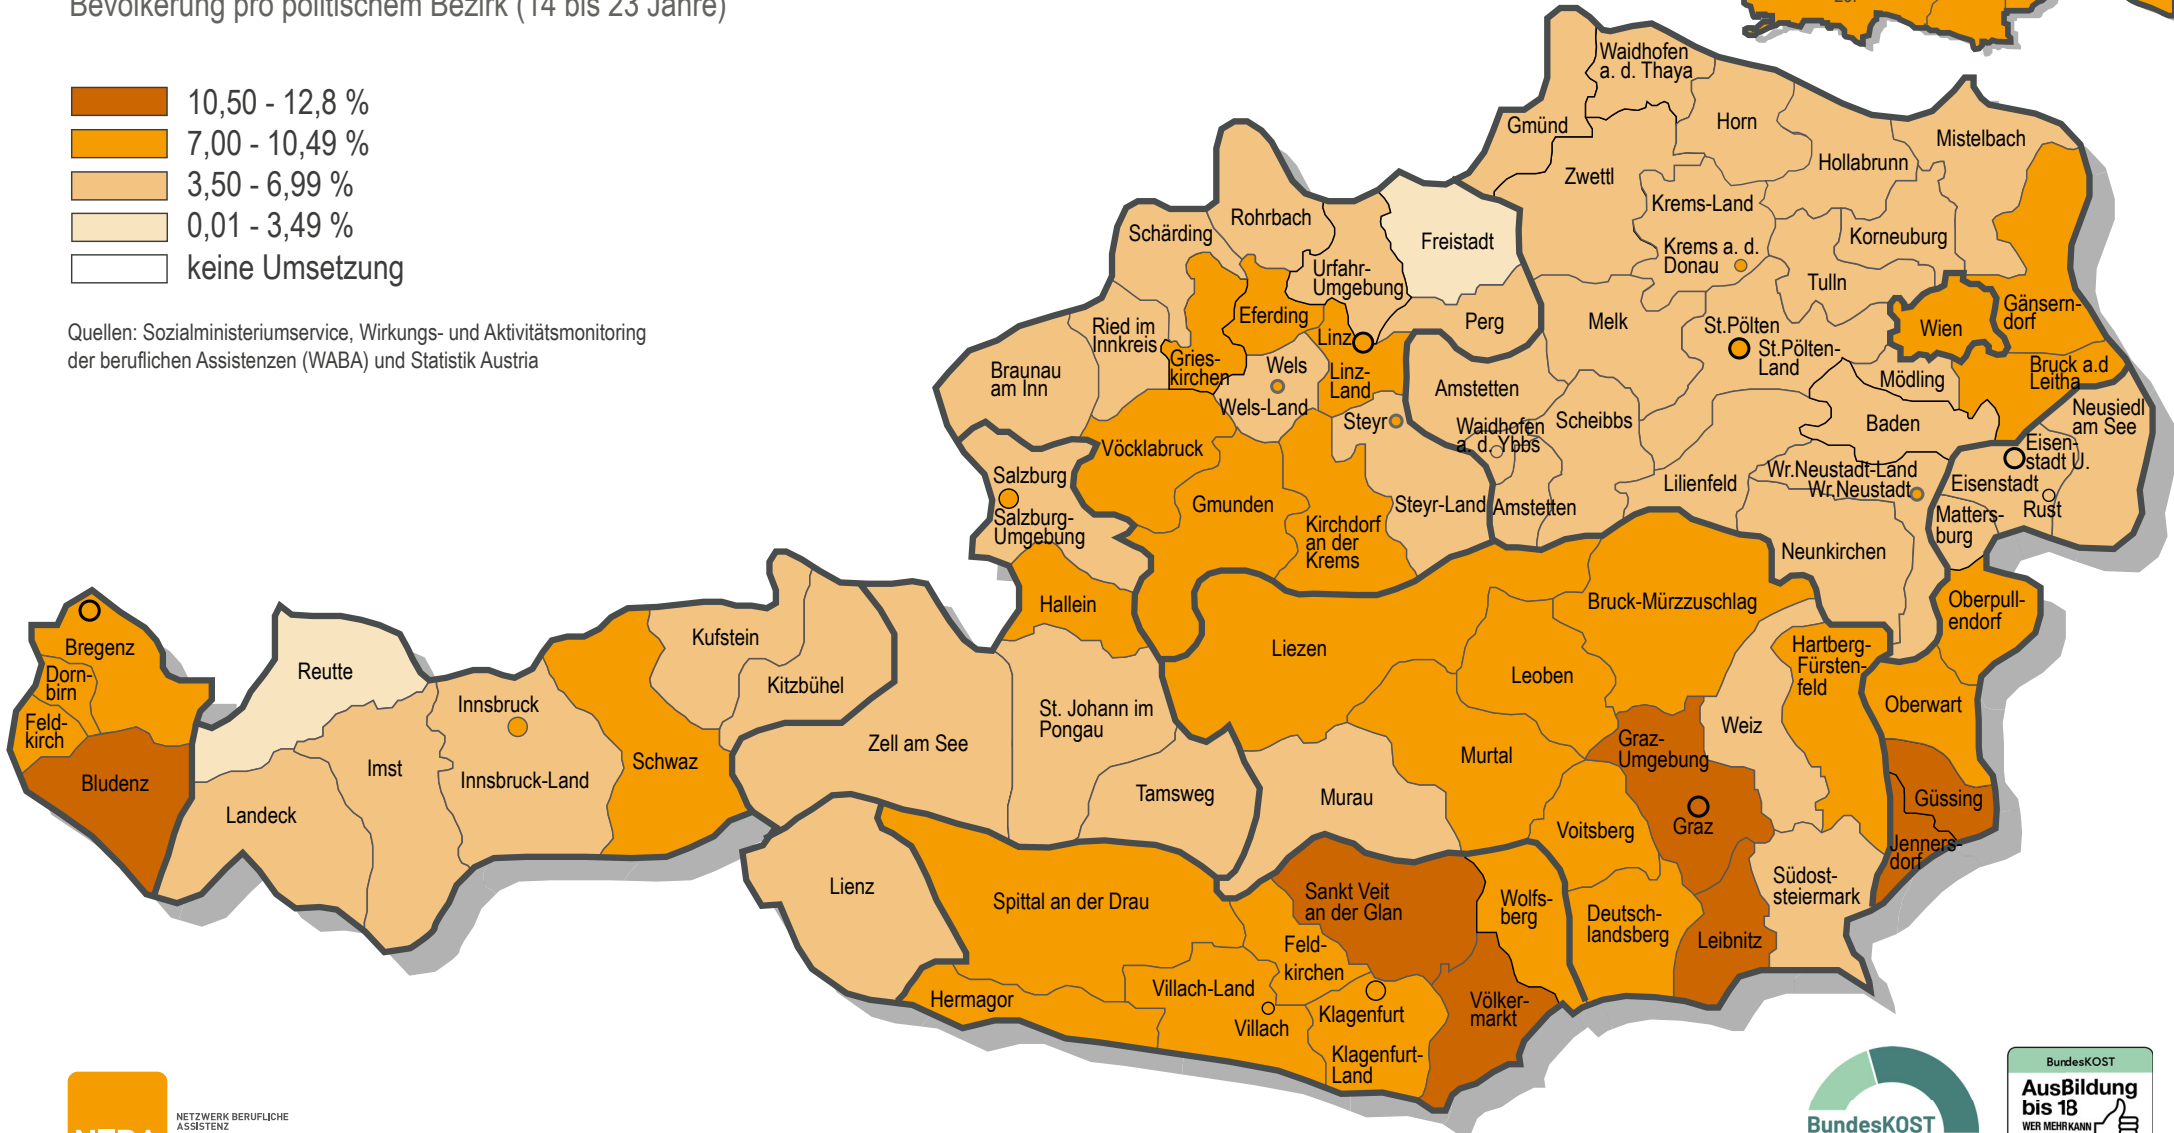 Bevölkerung pro politischem Bezirk (14 bis 23 Jahre)
10,50 - 12,8 %
7,00 - 10,49 %
3,50 - 6,99 %
0,01 - 3,49 %
keine Umsetzung
Quellen: Sozialministeriumservice, Wirkungs- und Aktivitätsmonitoring
der beruflichen Assistenzen (WABA) und Statistik Austria
Waidhofen
a. d. Thaya
Gmünd
Horn
Mistelbach
Zwettl
Hollabrunn
Krems-Land
Rohrbach
Schärding
Freistadt
Korneuburg
Krems a. d.
Donau
Urfahr-
Umgebung
Tulln
Eferding
Gänsern-
dorf
Perg
Melk
St.Pölten
St.Pölten-
Land
Wien
Ried im
Innkreis
Linz
Gries-
kirchen
Wels
Linz-
Land
Bruck a.d
Leitha
Braunau
am Inn
Amstetten
Mödling
Wels-Land
Steyr
Scheibbs
Waidhofen
a. d. Ybbs
Baden
Neusiedl
am See
Vöcklabruck
Eisen-
stadt U.
Salzburg
Wr.Neustadt-Land
Wr.Neustadt
Lilienfeld
Eisenstadt
Gmunden
Steyr-Land
Amstetten
Rust
Salzburg-
Umgebung
Kirchdorf
an der
Krems
Matters-
burg
Neunkirchen
Hallein
Bruck-Mürzzuschlag
Oberpull-
endorf
Bregenz
Kufstein
Liezen
Hartberg-
Fürsten-
feld
Reutte
Dorn-
birn
Kitzbühel
Leoben
Innsbruck
St. Johann im
Pongau
Oberwart
Feld-
kirch
Weiz
Zell am See
Graz-
Umgebung
Murtal
Schwaz
Imst
Innsbruck-Land
Bludenz
Tamsweg
Murau
Güssing
Landeck
Graz
Voitsberg
Jenners-
dorf
Lienz
Südost-
steiermark
Spittal an der Drau
Sankt Veit
an der Glan
Wolfs-
berg
Deutsch-
landsberg
Leibnitz
Feld-
kirchen
Villach-Land
Hermagor
Völker-
markt
Klagenfurt
Villach
Klagenfurt-
Land
NETZWERK BERUFLICHE
ASSISTENZ
BundesKOST
BundesKOST
AusBildung
bis 18
WER MEHR KANN